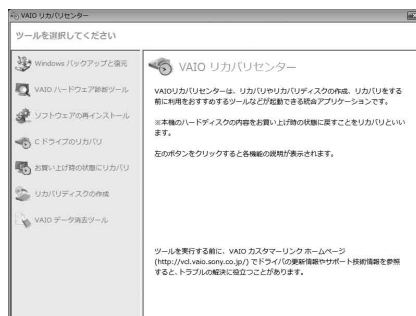 VAIO リカバリセンター
ツールを選択してください
Windows バックアップと復元
VAIO ハードウェア診断ツール
ソフトウェアの再インストール
C ドライブのリカバリ
お買い上げ時の状態にリカバリ
リカバリディスクの作成
VAIO データ消去ツール
VAIO リカバリセンター
VAIOリカバリセンターは、リカバリやリカバリディスクの作成、リカバリをする
前に利用をおすすめするツールなどが起動できる統合アプリケーションです。
※本機のハードディスクの内容をお買い上げ時の状態に戻すことをリカバリといい
ます。
左のボタンをクリックすると各機能の説明が表示されます。
ツールを実行する前に、VAIO カスタマーリンク ホームページ
(http://vcl.vaio.sony.co.jp/) でドライバの更新情報やサポート技術情報を参照
すると、トラブルの解決に役立つことがあります。